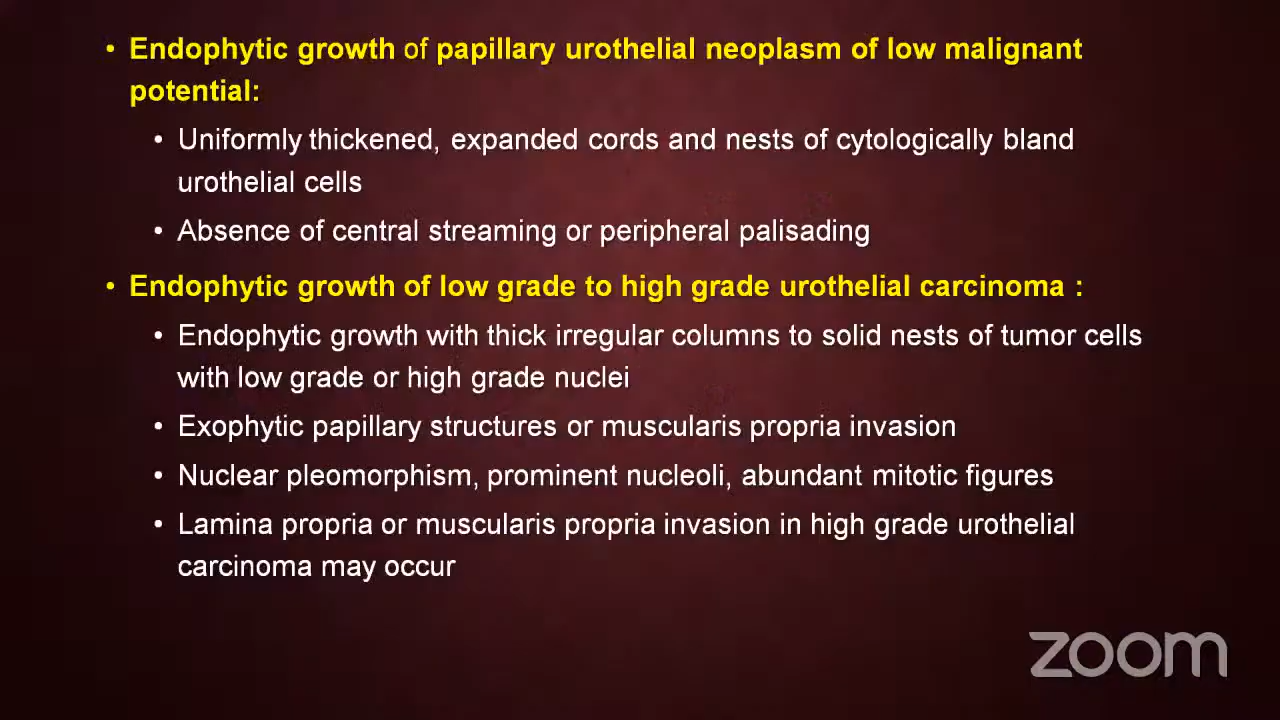 • Endophytic growth of papillary urothelial neoplasm of low malignant
potential:
• Uniformly thickened, expanded cords and nests of cytologically bland
urothelial cells
• Absence of central streaming or peripheral palisading
• Endophytic growth of low grade to high grade urothelial carcinoma :
• Endophytic growth with thick irregular columns to solid nests of tumor cells
with low grade or high grade nuclei
• Exophytic papillary structures or muscularis propria invasion
• Nuclear pleomorphism, prominent nucleoli, abundant mitotic figures
• Lamina propria or muscularis propria invasion in high grade urothelial
carcinoma may occur
zoom